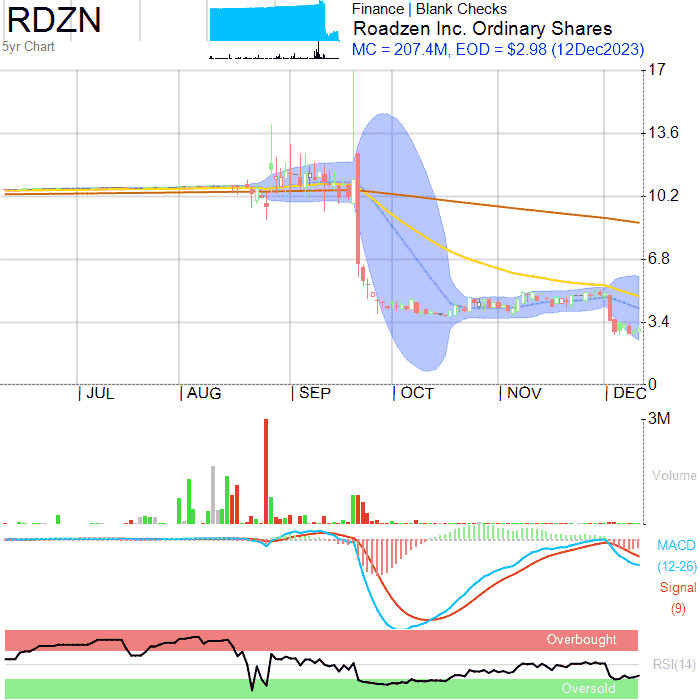 RDZN
5yr Chart
Finance | Blank Checks
Roadzen Inc. Ordinary Shares
MC = 207.4M, EOD = $2.98 (12Dec2023)
17
13.6
10.2
6.8
3.4
0
| JUL | AUG | SEP | OCT | NOV | DEC
3M
Volume
MACD
(12-26)
Signal
(9)
Overbought
RSI(14)
Oversold